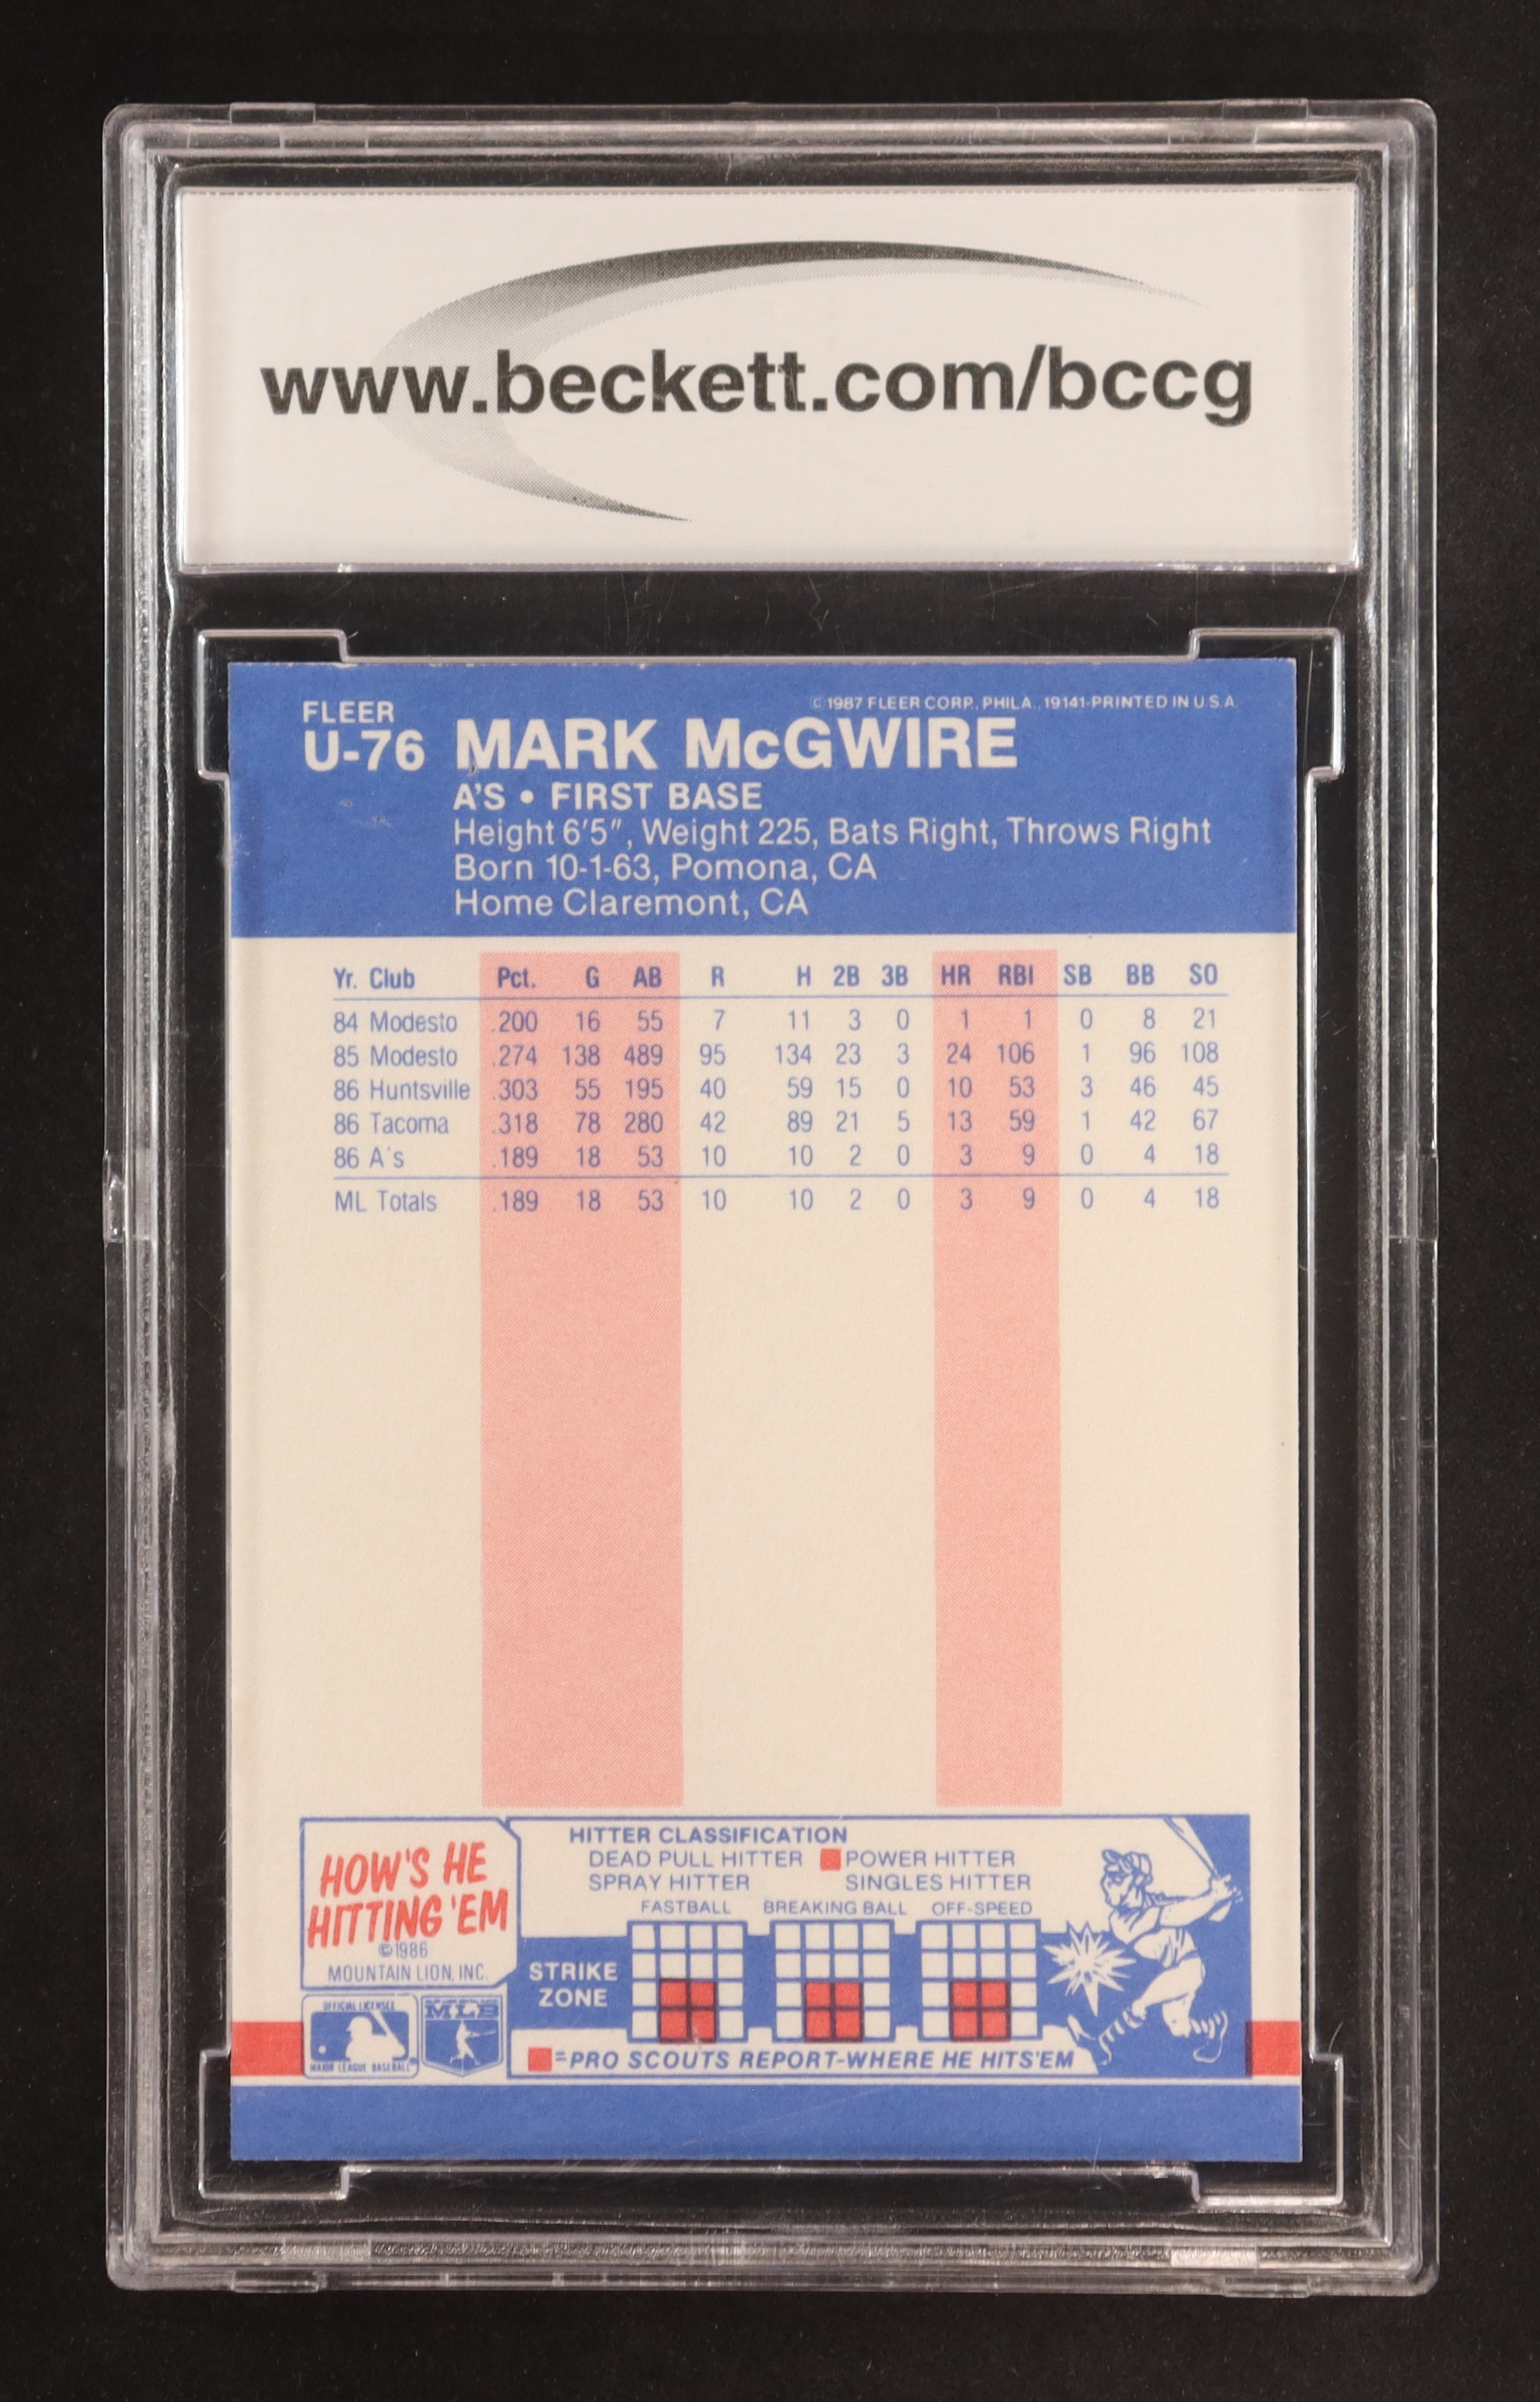 www.beckett.com/bccg
©1987 FLEER CORP., PHILA., 19141-PRINTED IN U.S.A.
FLEER
U-76 MARK McGWIRE
A'S • FIRST BASE
Height 6'5", Weight 225, Bats Right, Throws Right
Born 10-1-63, Pomona, CA
Home Claremont, CA
Yr. Club Pct. G AB R H 2B 3B HR RBI SB BB SO
84 Modesto .200 16 55 7 11 3 0 1 1 0 8 21
85 Modesto .274 138 489 95 134 23 3 24 106 1 96 108
86 Huntsville .303 55 195 40 59 15 0 10 53 3 46 45
86 Tacoma .318 78 280 42 89 21 5 13 59 1 42 67
86 A's .189 18 53 10 10 2 0 3 9 0 4 18
ML Totals .189 18 53 10 10 2 0 3 9 0 4 18
HOW'S HE
HITTING 'EM
©1986
MOUNTAIN LION, INC.
OFFICIAL LICENSEE
MAJOR LEAGUE BASEBALL
MLB
HITTER CLASSIFICATION
DEAD PULL HITTER POWER HITTER
SPRAY HITTER SINGLES HITTER
FASTBALL BREAKING BALL OFF-SPEED
STRIKE
ZONE
=PRO SCOUTS REPORT-WHERE HE HITS'EM